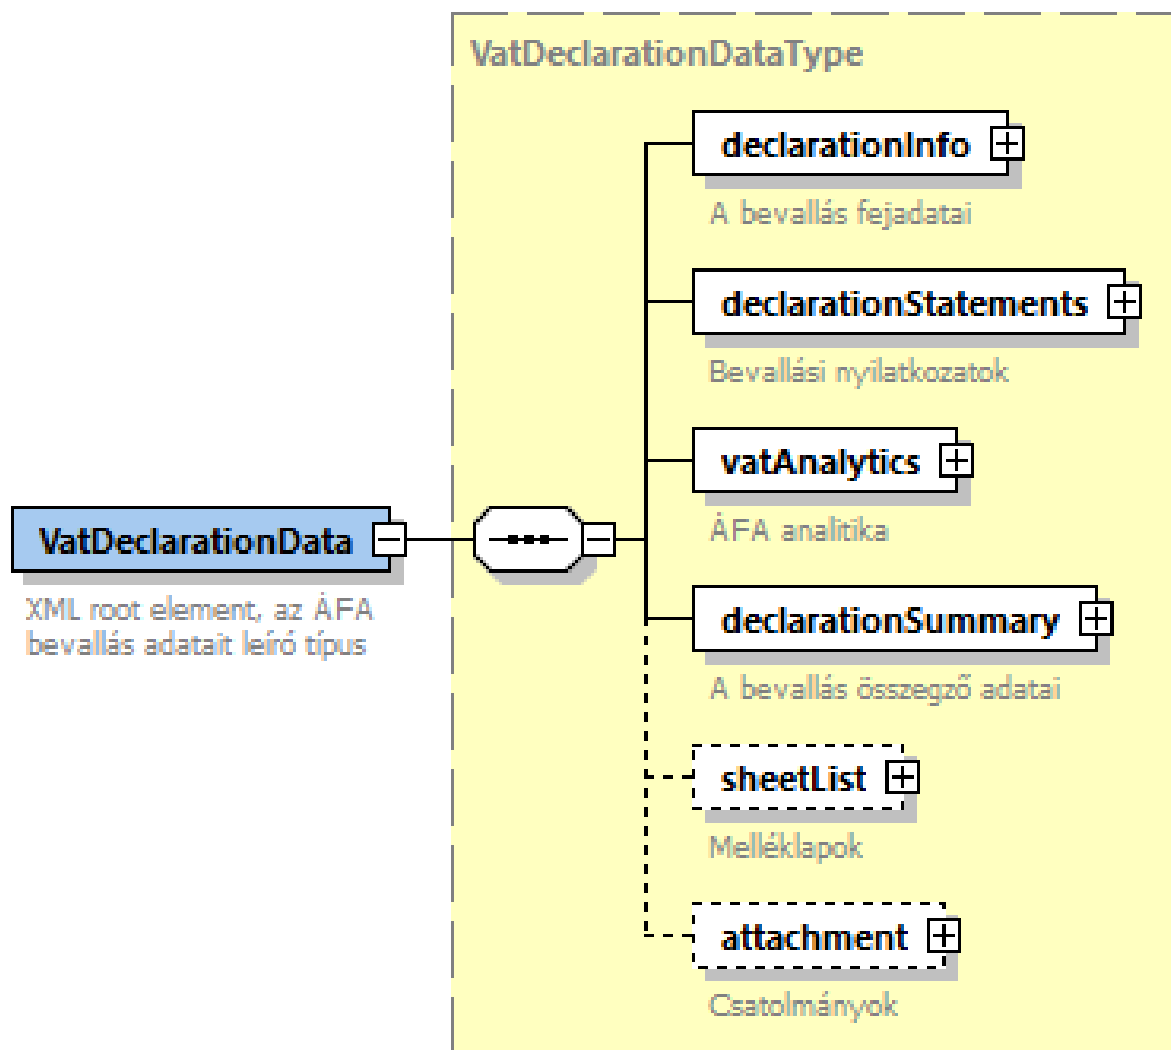 VatDeclarationDataType
declarationInfo
A bevallás fejadatai
declarationStatements
Bevallási nyilatkozatok
vatAnalytics
ÁFA analitika
VatDeclarationData
XML root element, az ÁFA
bevallás adatait leíró típus
declarationSummary
A bevallás összegző adatai
sheetList
Melléklapok
attachment
Csatolmányok